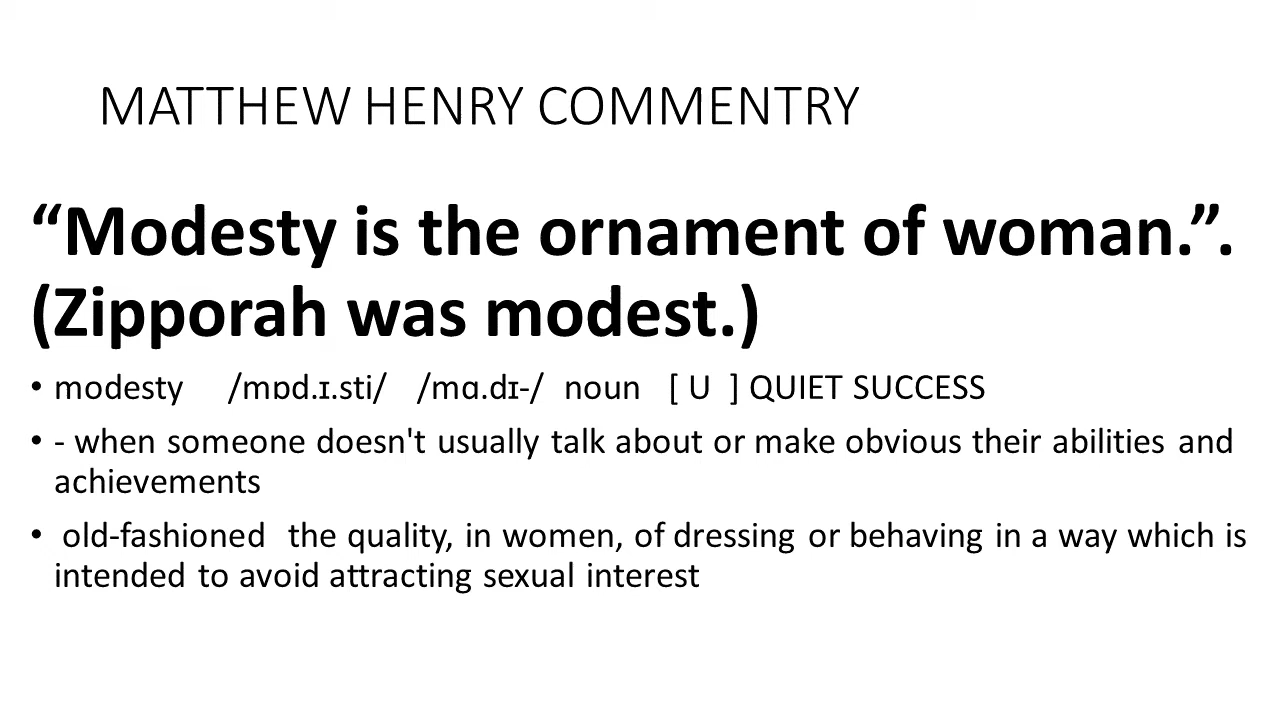 MATTHEW HENRY COMMENTRY
“Modesty is the ornament of woman.”.
(Zipporah was modest.)
• modesty /mɒd.ɪ.sti/ /mɑ.dɪ-/ noun [ U ] QUIET SUCCESS
• - when someone doesn't usually talk about or make obvious their abilities and
achievements
• old-fashioned the quality, in women, of dressing or behaving in a way which is
intended to avoid attracting sexual interest